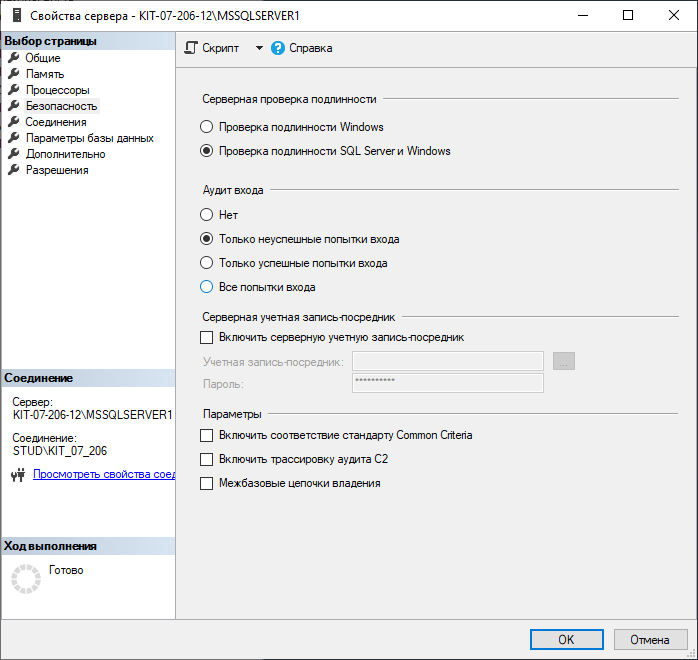 Свойства сервера - KIT-07-206-12\MSSQLSERVER1
Выбор страницы
Общие
Память
Процессоры
Безопасность
Соединения
Параметры базы данных
Дополнительно
Разрешения
Скрипт
Справка
Серверная проверка подлинности
Проверка подлинности Windows
Проверка подлинности SQL Server и Windows
Аудит входа
Нет
Только неуспешные попытки входа
Только успешные попытки входа
Все попытки входа
Серверная учетная запись-посредник
Включить серверную учетную запись-посредник
Учетная запись-посредник:
...
Пароль:
**********
Параметры
Включить соответствие стандарту Common Criteria
Включить трассировку аудита C2
Межбазовые цепочки владения
Соединение
Сервер:
KIT-07-206-12\MSSQLSERVER1
Соединение:
STUD\KIT_07_206
Просмотреть свойства соед
Ход выполнения
Готово
OK
Отмена